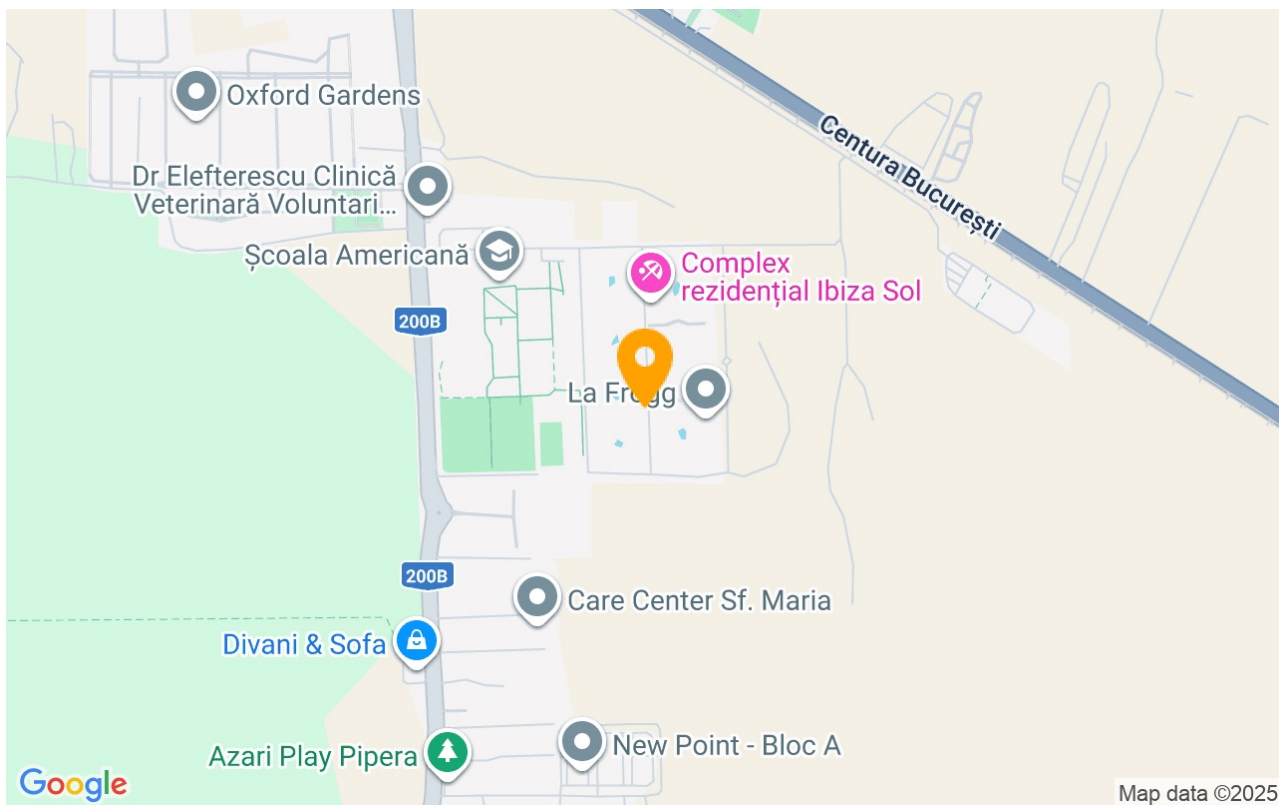 Oxford Gardens
Centura București
Dr Elefterescu Clinică
Veterinară Voluntari...
Școala Americană
Complex
rezidențial Ibiza Sol
200B
La Frogg
200B
Care Center Sf. Maria
Divani & Sofa
New Point - Bloc A
Azari Play Pipera
Google
Map data ©2025